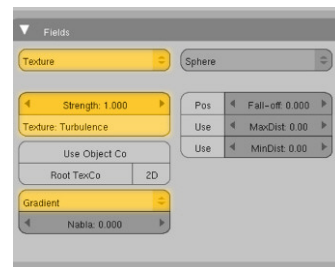 Fields
Texture
Sphere
Strength: 1.000
Texture: Turbulence
Use Object Co
Root TexCo
2D
Gradient
Nabla: 0.000
Pos
Fall-off: 0.000
Use
MaxDist: 0.00
Use
MinDist: 0.00